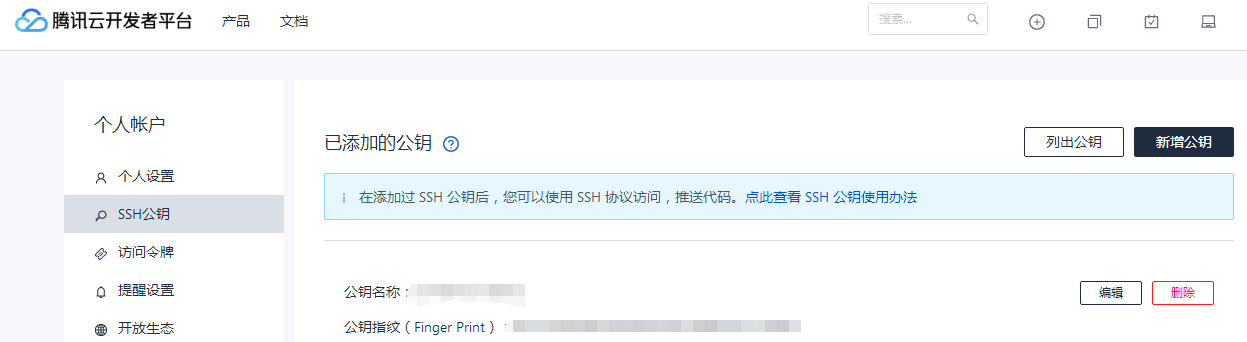 腾讯云开发者平台 产品 文档 搜索...
个人帐户
个人设置
SSH公钥
访问令牌
提醒设置
开放生态
已添加的公钥 ? 列出公钥 新增公钥
在添加过 SSH 公钥后，您可以使用 SSH 协议访问，推送代码。点此查看 SSH 公钥使用办法
公钥名称： 编辑 删除
公钥指纹（Finger Print）：